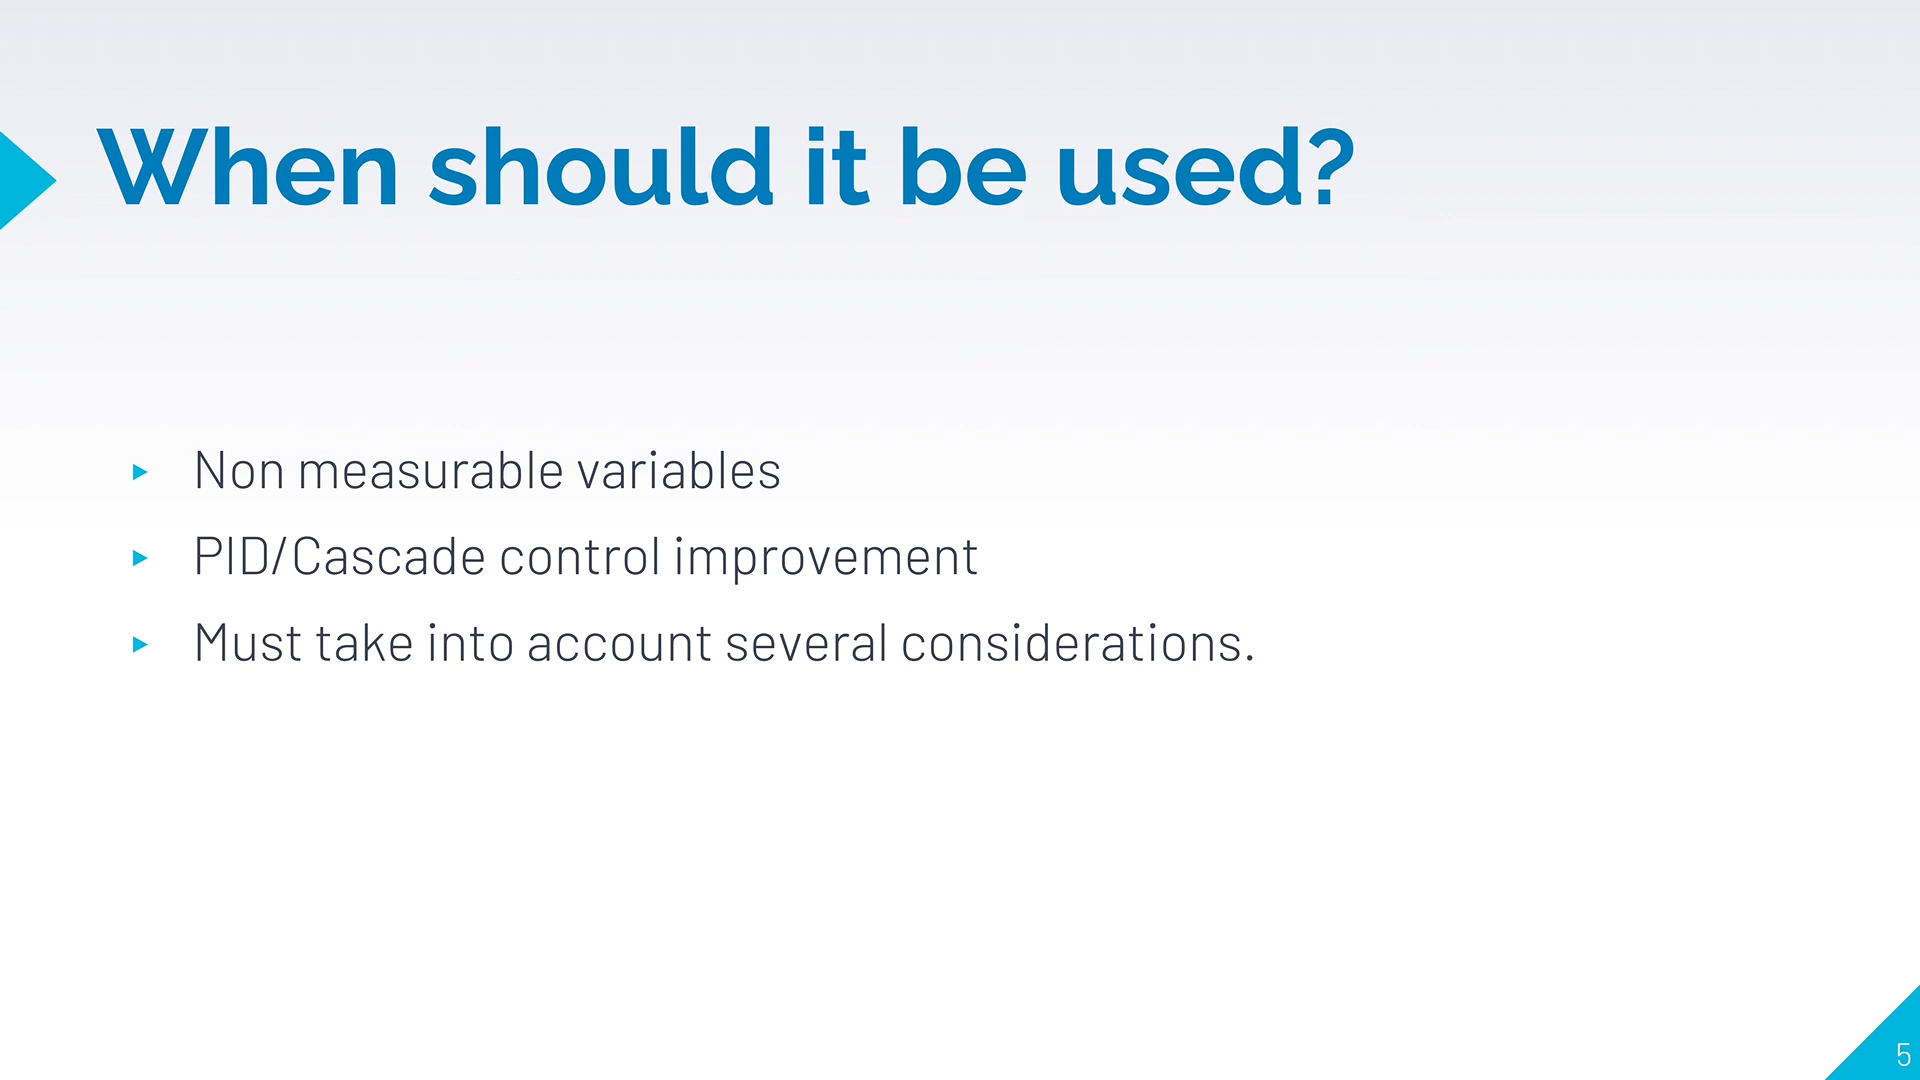 When should it be used?
▸ Non measurable variables
▸ PID/Cascade control improvement
▸ Must take into account several considerations.
5